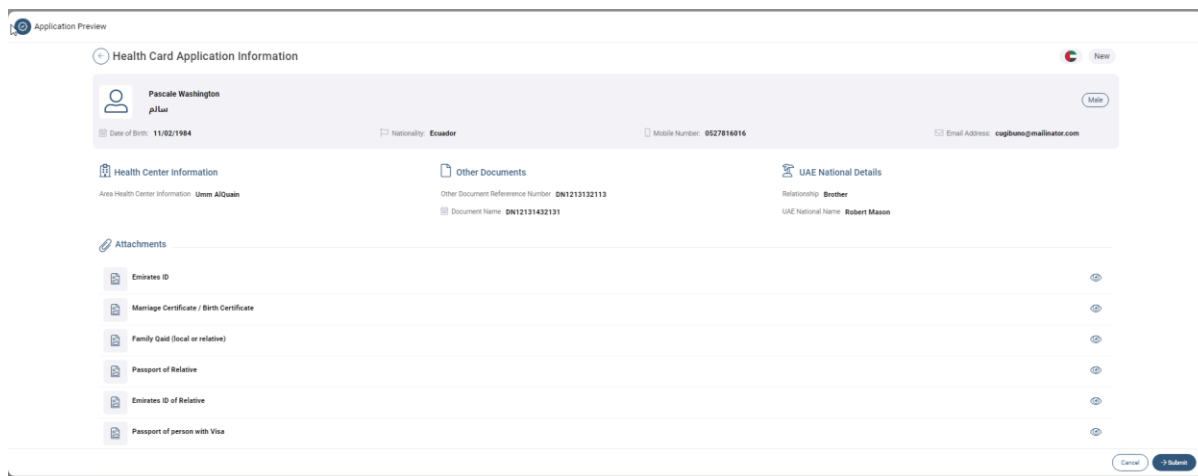 Application Preview
Health Card Application Information
New
Pascale Washington
سالم
Male
Date of Birth: 11/02/1984 Nationality: Ecuador Mobile Number: 0527816016 Email Address: cugibuno@mailinator.com
Health Center Information Other Documents UAE National Details
Area Health Center Information Umm AlQuain Other Document Refererence Number DN1213132113 Relationship Brother
Document Name DN12131432131 UAE National Name Robert Mason
Attachments
Emirates ID
Marriage Certificate / Birth Certificate
Family Qaid (local or relative)
Passport of Relative
Emirates ID of Relative
Passport of person with Visa
Cancel Submit